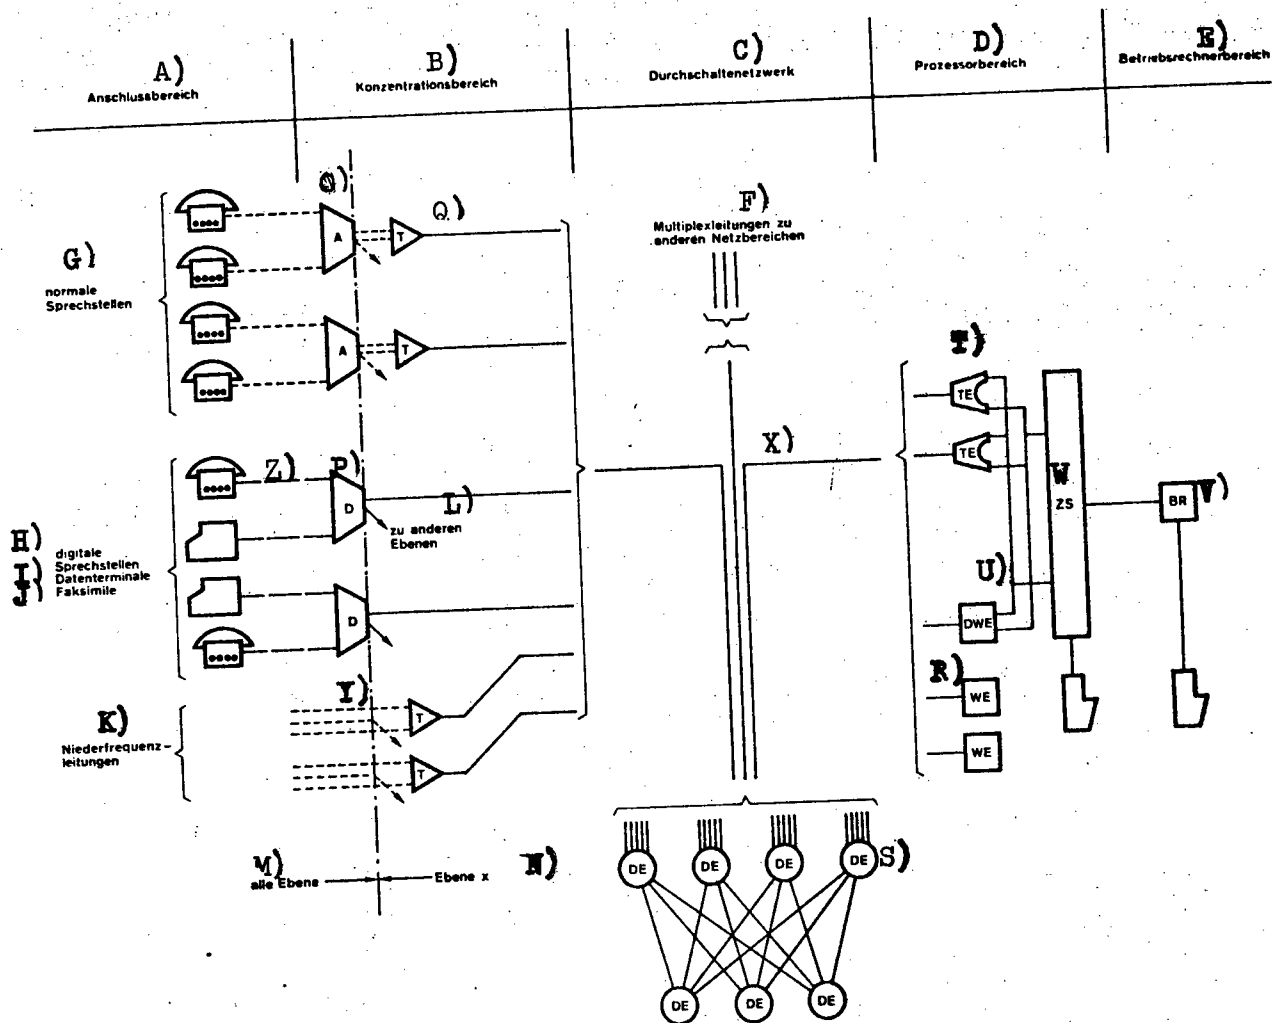 A)
Anschlussbereich
B)
Konzentrationsbereich
C)
Durchschaltenetzwerk
D)
Prozessorbereich
E)
Betriebsrechnerbereich
F)
Multiplexleitungen zu
anderen Netzbereichen
G)
normale
Sprechstellen
O)
A
T
Q)
A
T
H)
I)
J)
digitale
Sprechstellen
Datenterminale
Faksimile
Z)
P)
D
L)
zu anderen
Ebenen
D
X)
T)
TE
TE
W
ZS
BR
V)
U)
DWE
R)
WE
WE
K)
Niederfrequenz-
leitungen
Y)
T
T
M)
alle Ebene
Ebene x
N)
DE
DE
DE
DE
S)
DE
DE
DE